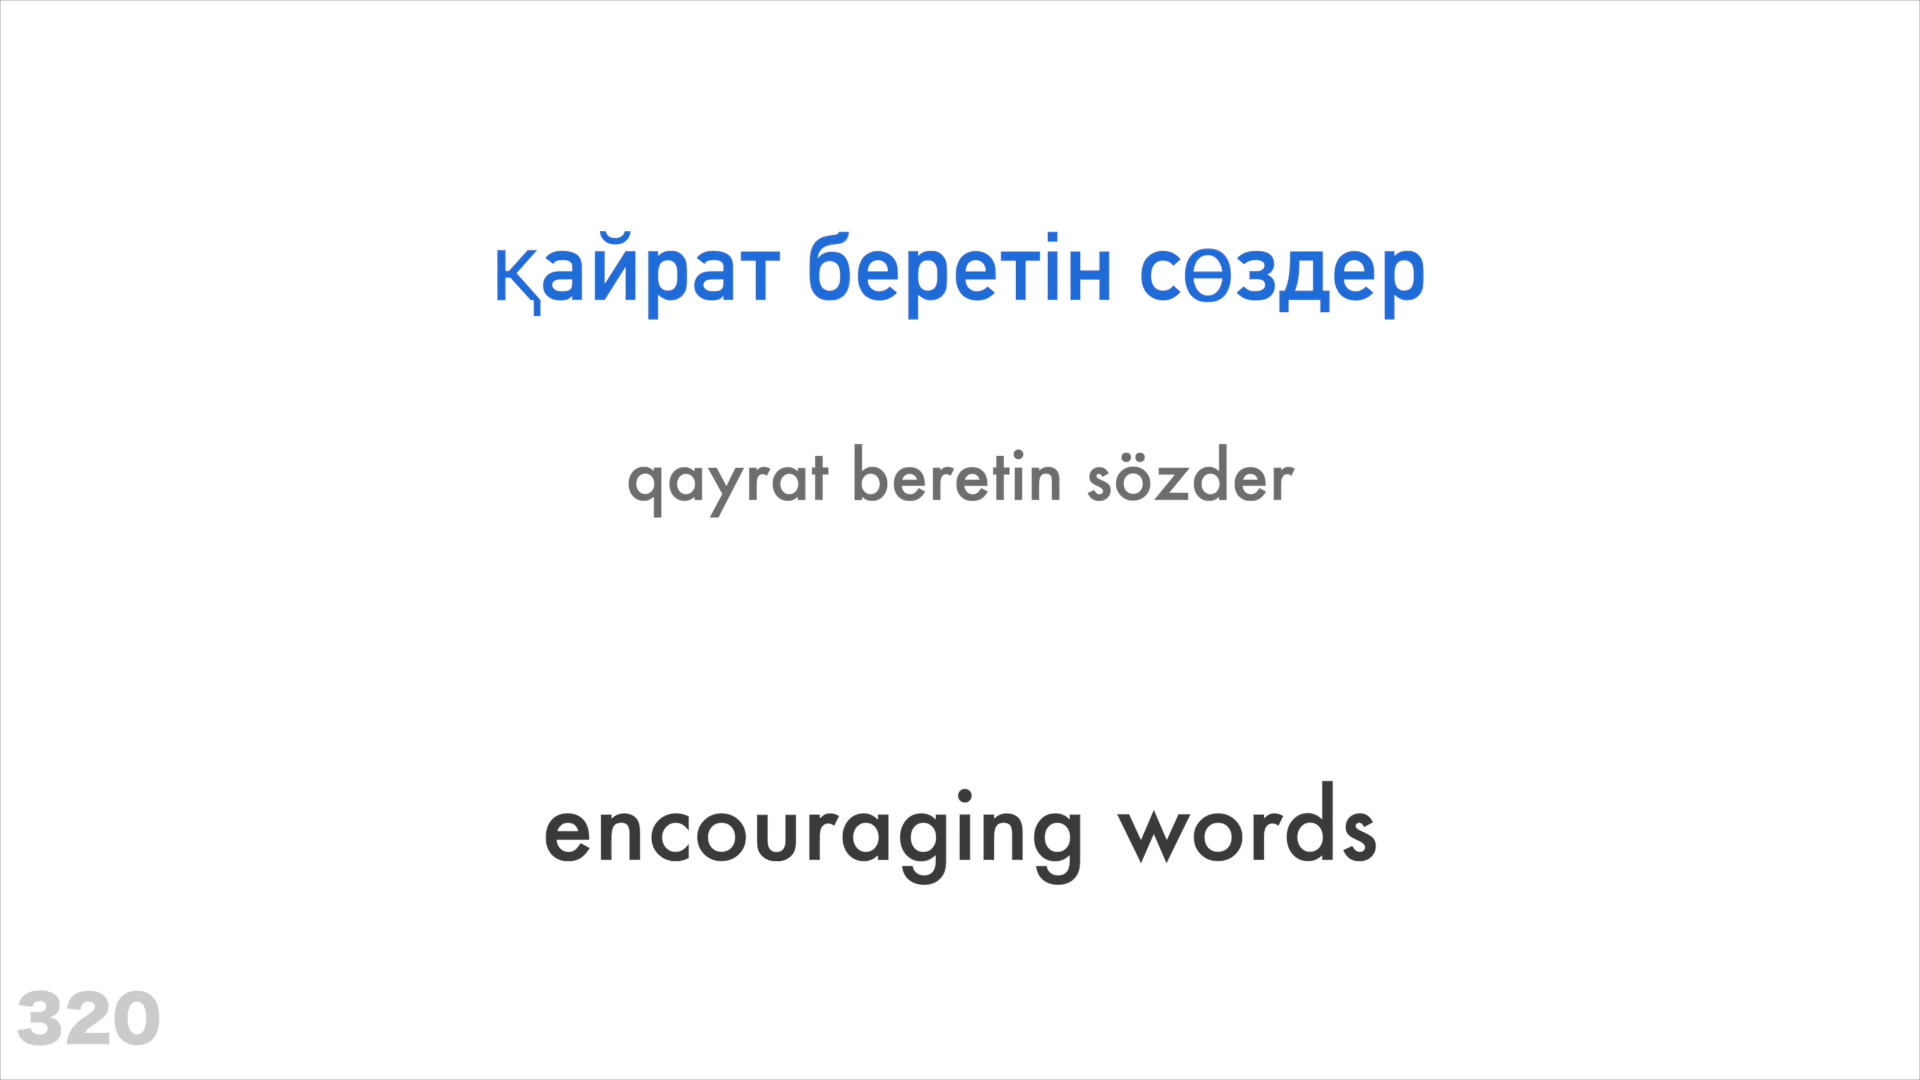 қайрат беретін сөздер
qayrat beretin sözder
encouraging words
320